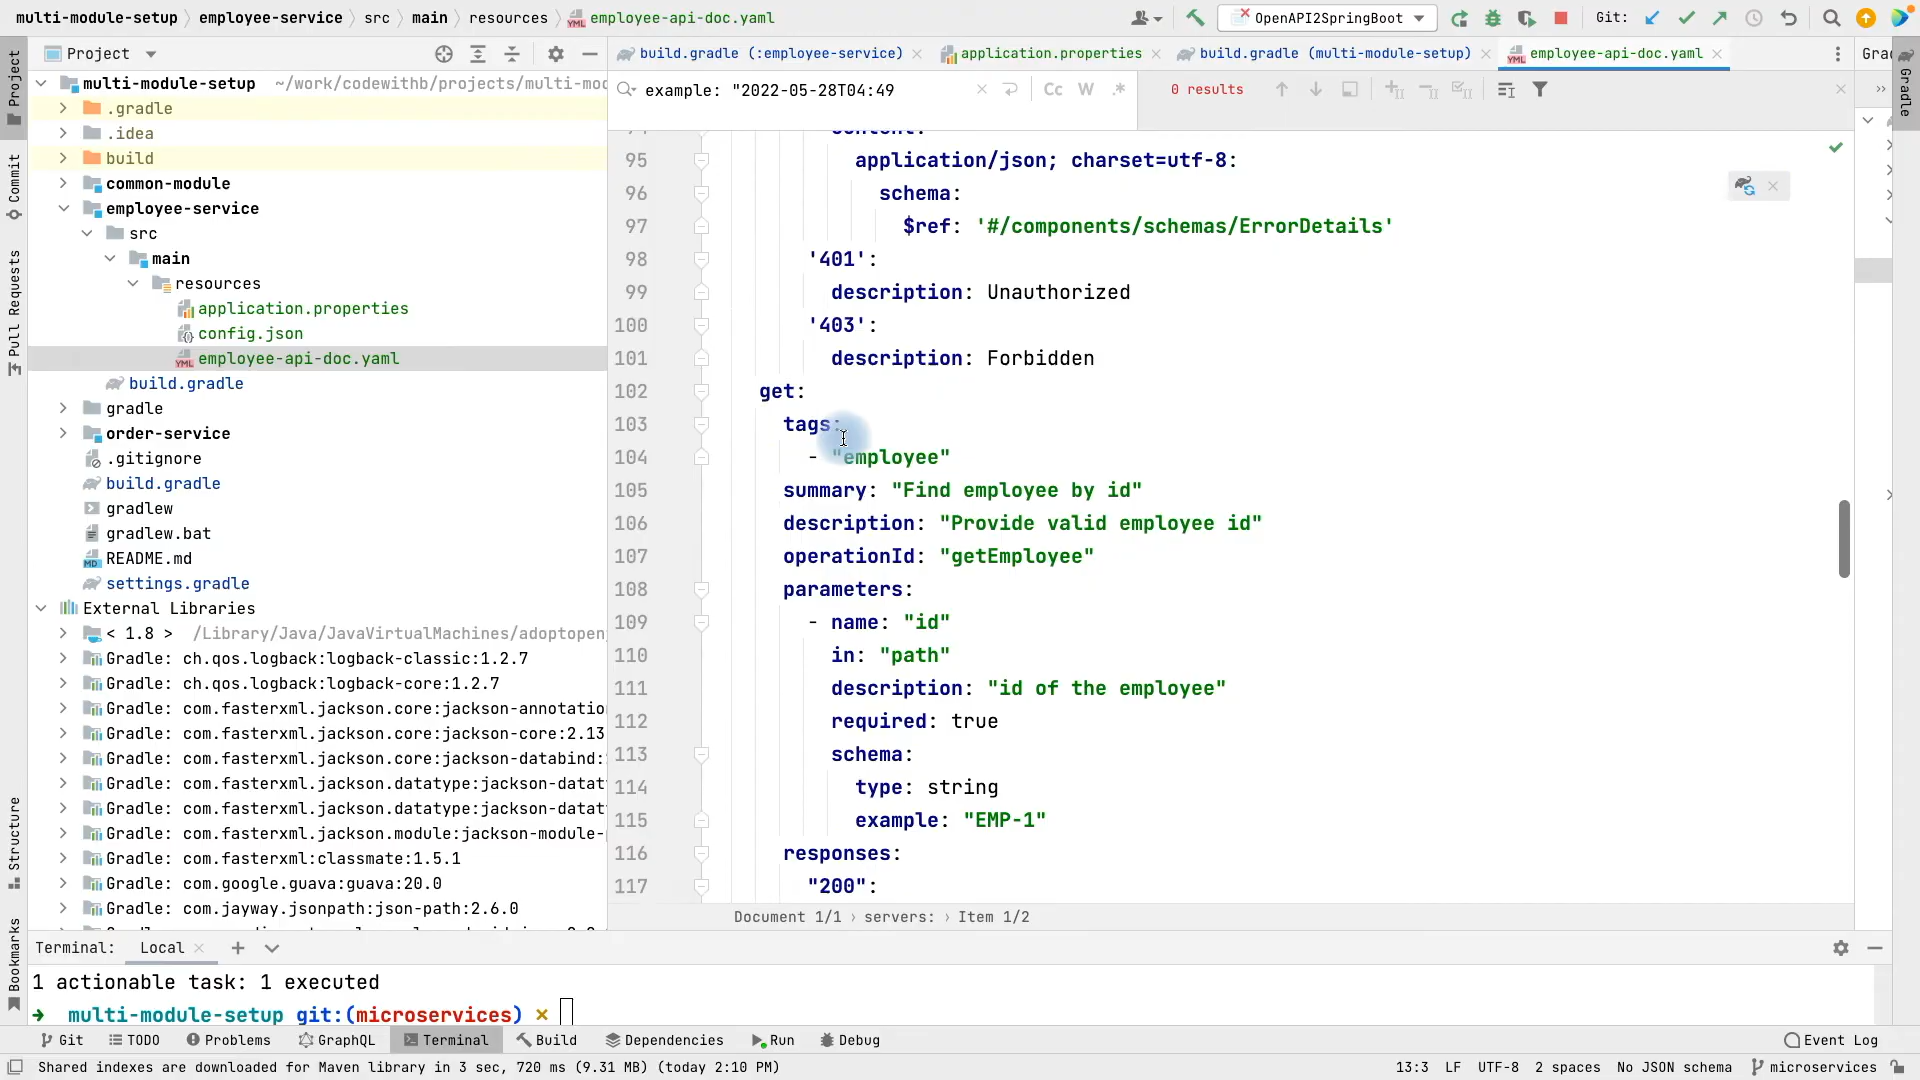 multi-module-setup › employee-service › src › main › resources › employee-api-doc.yaml
OpenAPI2SpringBoot
Git:
Project
build.gradle (:employee-service)
application.properties
build.gradle (multi-module-setup)
employee-api-doc.yaml
Gradle
Project
Commit
Pull Requests
Structure
Bookmarks
multi-module-setup ~/work/codewithb/projects/multi-mod
.gradle
.idea
build
common-module
employee-service
src
main
resources
application.properties
config.json
employee-api-doc.yaml
build.gradle
gradle
order-service
.gitignore
build.gradle
gradlew
gradlew.bat
README.md
settings.gradle
External Libraries
< 1.8 > /Library/Java/JavaVirtualMachines/adoptopen
Gradle: ch.qos.logback:logback-classic:1.2.7
Gradle: ch.qos.logback:logback-core:1.2.7
Gradle: com.fasterxml.jackson.core:jackson-annotatio
Gradle: com.fasterxml.jackson.core:jackson-core:2.13
Gradle: com.fasterxml.jackson.core:jackson-databind:
Gradle: com.fasterxml.jackson.datatype:jackson-datat
Gradle: com.fasterxml.jackson.datatype:jackson-datat
Gradle: com.fasterxml.jackson.module:jackson-module-
Gradle: com.fasterxml:classmate:1.5.1
Gradle: com.google.guava:guava:20.0
Gradle: com.jayway.jsonpath:json-path:2.6.0
example: "2022-05-28T04:49
Cc W .*
0 results
94 content:
95 application/json; charset=utf-8:
96 schema:
97 $ref: '#/components/schemas/ErrorDetails'
98 '401':
99 description: Unauthorized
100 '403':
101 description: Forbidden
102 get:
103 tags:
104 - "employee"
105 summary: "Find employee by id"
106 description: "Provide valid employee id"
107 operationId: "getEmployee"
108 parameters:
109 - name: "id"
110 in: "path"
111 description: "id of the employee"
112 required: true
113 schema:
114 type: string
115 example: "EMP-1"
116 responses:
117 "200":
Document 1/1 › servers: › Item 1/2
Terminal: Local
1 actionable task: 1 executed
➜ multi-module-setup git:(microservices) ×
Git TODO Problems GraphQL Terminal Build Dependencies Run Debug Event Log
Shared indexes are downloaded for Maven library in 3 sec, 720 ms (9.31 MB) (today 2:10 PM) 13:3 LF UTF-8 2 spaces No JSON schema microservices